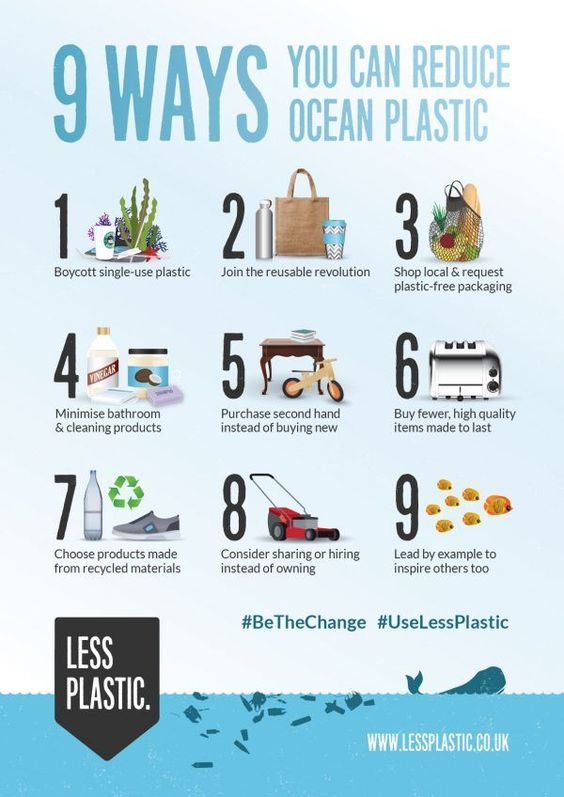 9 WAYS
YOU CAN REDUCE
OCEAN PLASTIC
1
Boycott single-use plastic
2
Join the reusable revolution
3
Shop local & request
plastic-free packaging
4
VINEGAR
SHAMPOO
Minimise bathroom
& cleaning products
5
Purchase second hand
instead of buying new
6
Buy fewer, high quality
items made to last
7
Choose products made
from recycled materials
8
Consider sharing or hiring
instead of owning
9
Lead by example to
inspire others too
#BeTheChange #UseLessPlastic
LESS
PLASTIC.
WWW.LESSPLASTIC.CO.UK